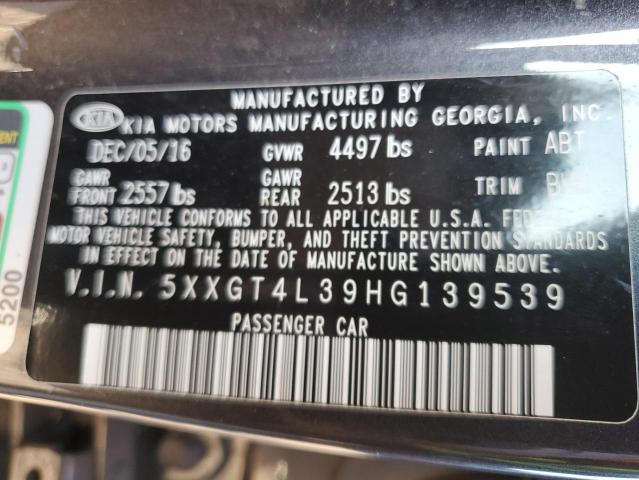 MANUFACTURED BY
KIA KIA MOTORS MANUFACTURING GEORGIA, INC.
DEC/05/16 GVWR 4497 lbs PAINT ABT
GAWR FRONT 2557 lbs GAWR REAR 2513 lbs TRIM
THIS VEHICLE CONFORMS TO ALL APPLICABLE U.S.A.
MOTOR VEHICLE SAFETY, BUMPER, AND THEFT PREVENTION STANDARDS
IN EFFECT ON THE DATE OF MANUFACTURE SHOWN ABOVE.
V.I.N. 5XXGT4L39HG139539
PASSENGER CAR
5200